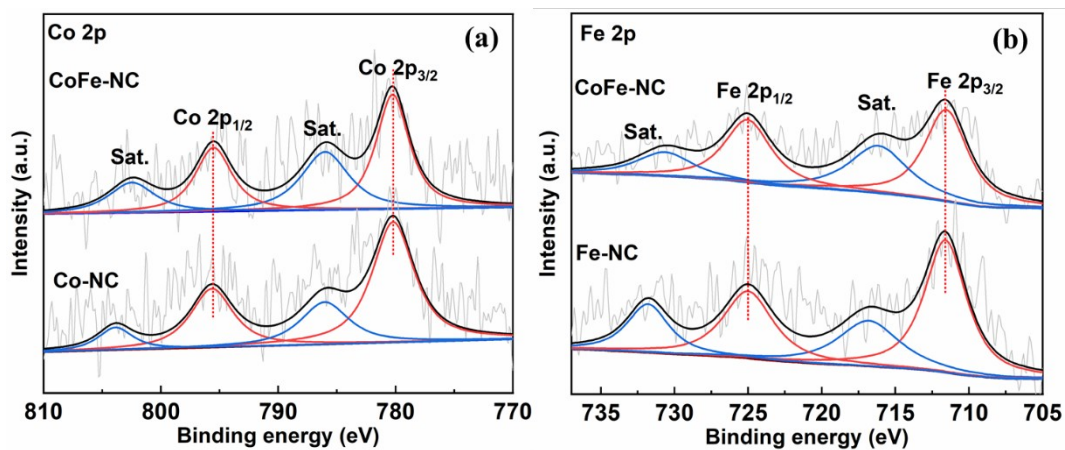 Co 2p
(a)
CoFe-NC
Co 2p3/2
Co 2p1/2
Sat.
Sat.
Co-NC
Intensity (a.u.)
810 800 790 780 770
Binding energy (eV)
Fe 2p
(b)
CoFe-NC
Fe 2p1/2
Sat.
Fe 2p3/2
Sat.
Fe-NC
Intensity (a.u.)
735 730 725 720 715 710 705
Binding energy (eV)